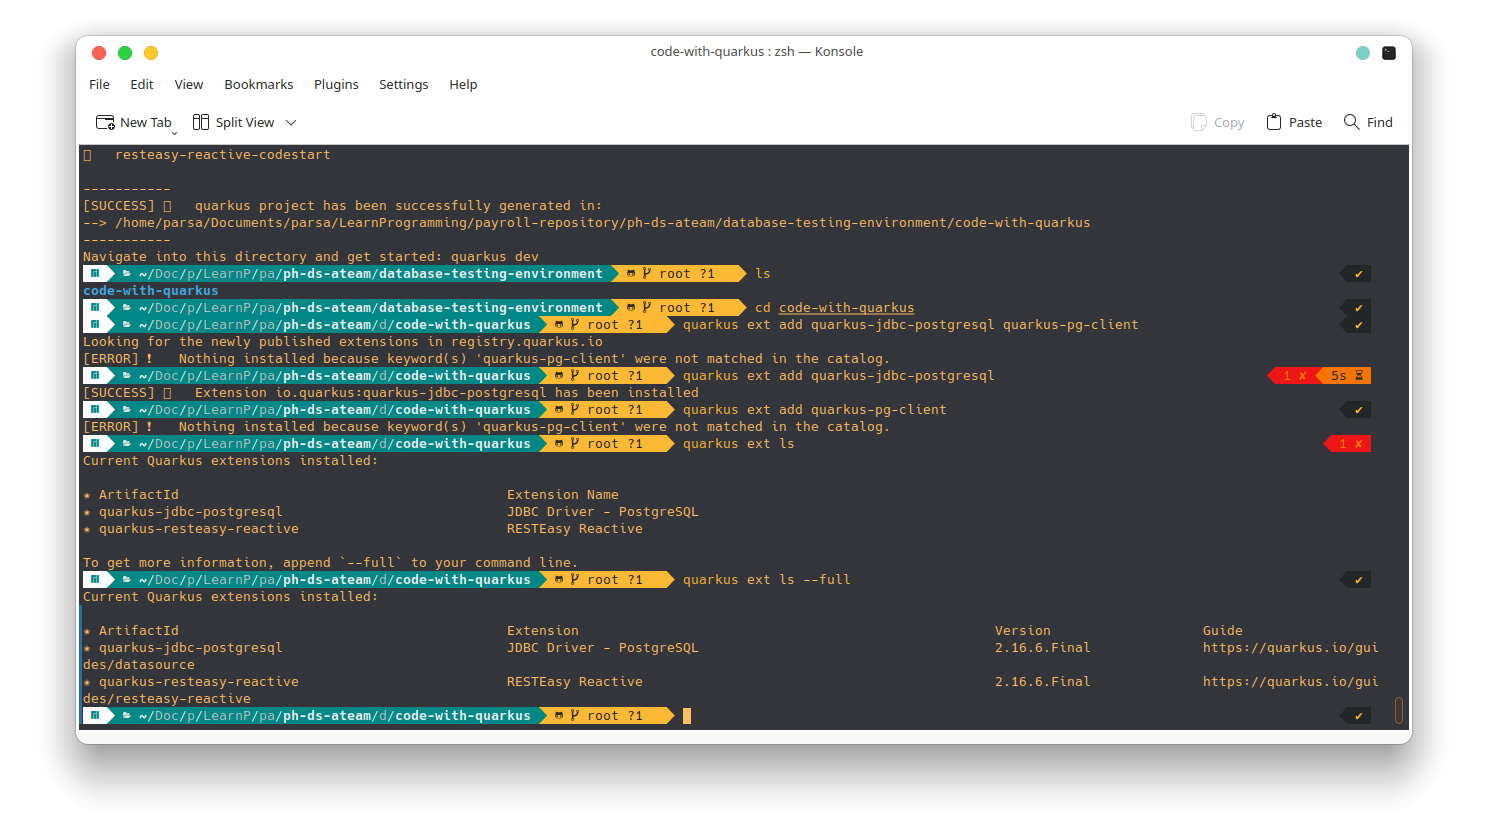 code-with-quarkus : zsh — Konsole
File Edit View Bookmarks Plugins Settings Help
New Tab Split View Copy Paste Find
resteasy-reactive-codestart
-----------
[SUCCESS] quarkus project has been successfully generated in:
--> /home/parsa/Documents/parsa/LearnProgramming/payroll-repository/ph-ds-ateam/database-testing-environment/code-with-quarkus
-----------
Navigate into this directory and get started: quarkus dev
~/Doc/p/LearnP/pa/ph-ds-ateam/database-testing-environment root ?1 ls ✔
code-with-quarkus
~/Doc/p/LearnP/pa/ph-ds-ateam/database-testing-environment root ?1 cd code-with-quarkus ✔
~/Doc/p/LearnP/pa/ph-ds-ateam/d/code-with-quarkus root ?1 quarkus ext add quarkus-jdbc-postgresql quarkus-pg-client ✔
Looking for the newly published extensions in registry.quarkus.io
[ERROR] ❗ Nothing installed because keyword(s) 'quarkus-pg-client' were not matched in the catalog.
~/Doc/p/LearnP/pa/ph-ds-ateam/d/code-with-quarkus root ?1 quarkus ext add quarkus-jdbc-postgresql 1 ✘ 5s
[SUCCESS] Extension io.quarkus:quarkus-jdbc-postgresql has been installed
~/Doc/p/LearnP/pa/ph-ds-ateam/d/code-with-quarkus root ?1 quarkus ext add quarkus-pg-client ✔
[ERROR] ❗ Nothing installed because keyword(s) 'quarkus-pg-client' were not matched in the catalog.
~/Doc/p/LearnP/pa/ph-ds-ateam/d/code-with-quarkus root ?1 quarkus ext ls 1 ✘
Current Quarkus extensions installed:
✬ ArtifactId Extension Name
✬ quarkus-jdbc-postgresql JDBC Driver - PostgreSQL
✬ quarkus-resteasy-reactive RESTEasy Reactive
To get more information, append `--full` to your command line.
~/Doc/p/LearnP/pa/ph-ds-ateam/d/code-with-quarkus root ?1 quarkus ext ls --full ✔
Current Quarkus extensions installed:
✬ ArtifactId Extension Version Guide
✬ quarkus-jdbc-postgresql JDBC Driver - PostgreSQL 2.16.6.Final https://quarkus.io/gui
des/datasource
✬ quarkus-resteasy-reactive RESTEasy Reactive 2.16.6.Final https://quarkus.io/gui
des/resteasy-reactive
~/Doc/p/LearnP/pa/ph-ds-ateam/d/code-with-quarkus root ?1 ✔